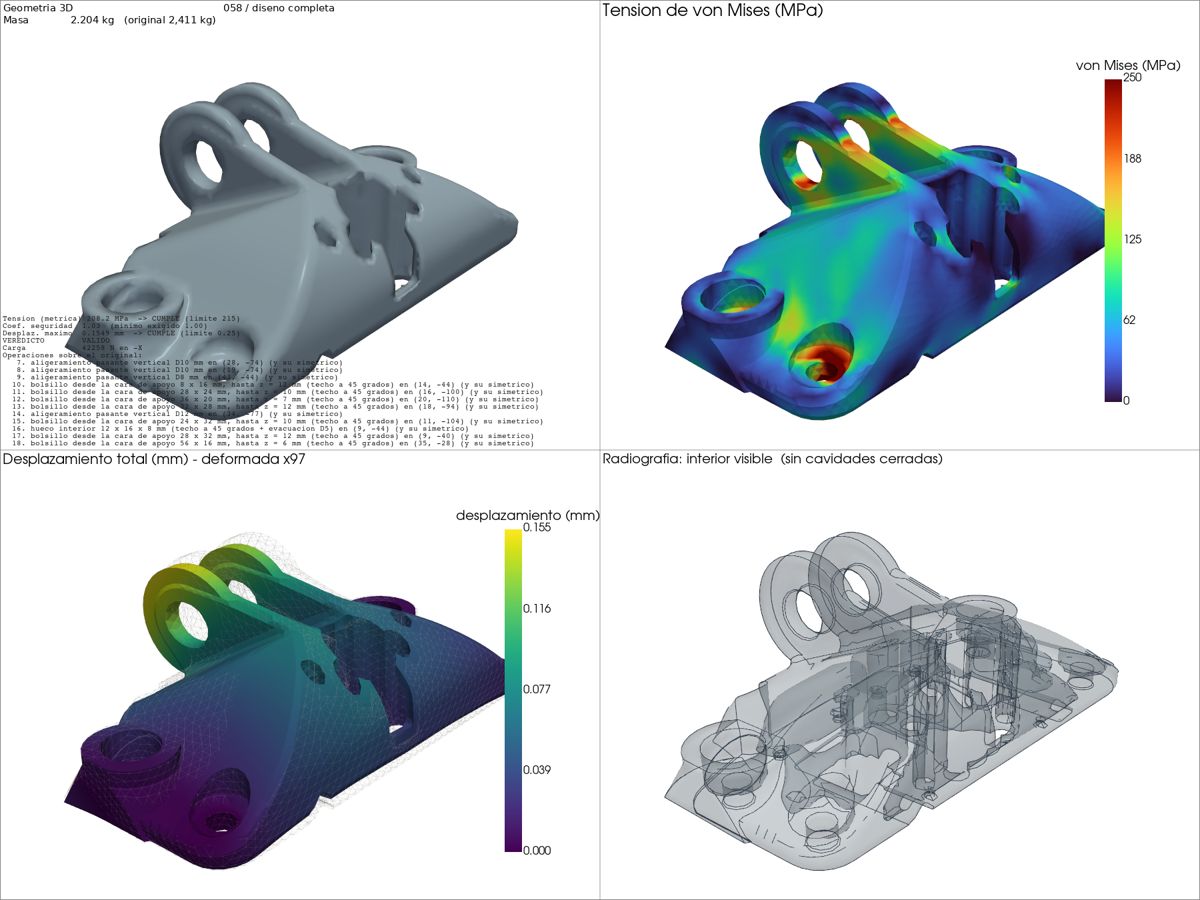 Geometria 3D 058 / diseno completa
Masa 2.204 kg (original 2,411 kg)
Tension (metrica) 208.2 MPa -> CUMPLE (limite 215)
Coef. seguridad 1.03 (minimo exigido 1.00)
Desplaz. maximo 0.1549 mm -> CUMPLE (limite 0.25)
VEREDICTO VALIDO
Carga 42258 N en -X
Operaciones sobre el original:
7. aligeramiento pasante vertical D10 mm en (28, -74) (y su simetrico)
8. aligeramiento pasante vertical D10 mm en -74) (y su simetrico)
9. aligeramiento pasante vertical D8 mm en -44) (y su simetrico)
10. bolsillo desde la cara de apoyo 8 x 16 mm, hasta z = 12 mm (techo a 45 grados) en (14, -44) (y su simetrico)
11. bolsillo desde la cara de apoyo 28 x 24 mm, hasta z = 10 mm (techo a 45 grados) en (16, -100) (y su simetrico)
12. bolsillo desde la cara de apoyo 36 x 20 mm, hasta z = 7 mm (techo a 45 grados) en (20, -110) (y su simetrico)
13. bolsillo desde la cara de apoyo x 28 mm, hasta z = 12 mm (techo a 45 grados) en (18, -94) (y su simetrico)
14. aligeramiento pasante vertical D12 -77) (y su simetrico)
15. bolsillo desde la cara de apoyo 24 x 32 mm, hasta z = 10 mm (techo a 45 grados) en (11, -104) (y su simetrico)
16. hueco interior 12 x 16 x 8 mm (techo a 45 grados + evacuacion D5) en (9, -44) (y su simetrico)
17. bolsillo desde la cara de apoyo 28 x 32 mm, hasta z = 12 mm (techo a 45 grados) en (9, -40) (y su simetrico)
18. bolsillo desde la cara de apoyo 56 x 16 mm, hasta z = 6 mm (techo a 45 grados) en (35, -28) (y su simetrico)
Tension de von Mises (MPa)
von Mises (MPa)
250
188
125
62
0
Desplazamiento total (mm) - deformada x97
desplazamiento (mm)
0.155
0.116
0.077
0.039
0.000
Radiografia: interior visible (sin cavidades cerradas)